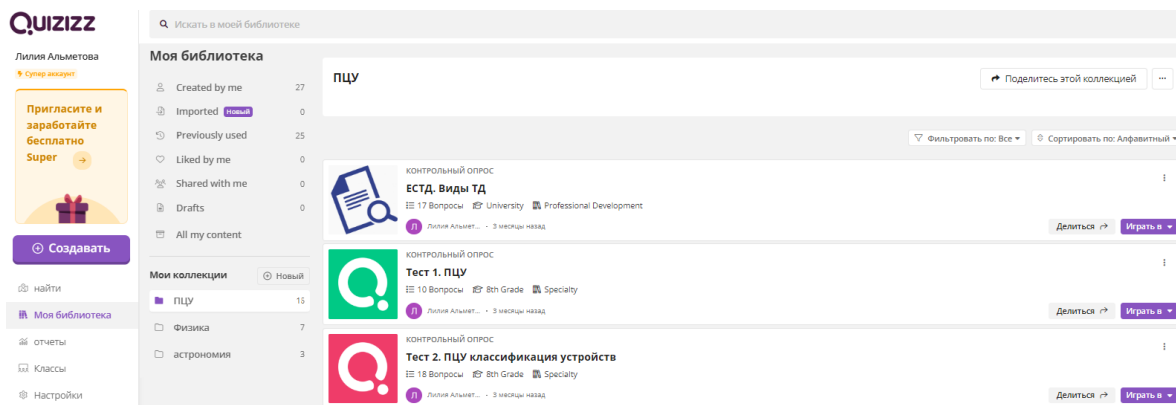 QUIZIZZ
Искать в моей библиотеке
Лилия Альметова
Супер аккаунт
Пригласите и
заработайте
бесплатно
Super
Создавать
найти
Моя библиотека
отчеты
Классы
Настройки
Моя библиотека
Created by me 27
Imported Новый 0
Previously used 25
Liked by me 0
Shared with me 0
Drafts 0
All my content
Мои коллекции Новый
ПЦУ 15
Физика 7
астрономия 3
ПЦУ
Поделитесь этой коллекцией
Фильтровать по: Все Сортировать по: Алфавитный
КОНТРОЛЬНЫЙ ОПРОС
ЕСТД. Виды ТД
17 Вопросы University Professional Development
Л Лилия Альмет... • 3 месяцы назад
Делиться Играть в
КОНТРОЛЬНЫЙ ОПРОС
Тест 1. ПЦУ
10 Вопросы 8th Grade Specialty
Л Лилия Альмет... • 3 месяцы назад
Делиться Играть в
КОНТРОЛЬНЫЙ ОПРОС
Тест 2. ПЦУ классификация устройств
18 Вопросы 8th Grade Specialty
Л Лилия Альмет... • 3 месяцы назад
Делиться Играть в